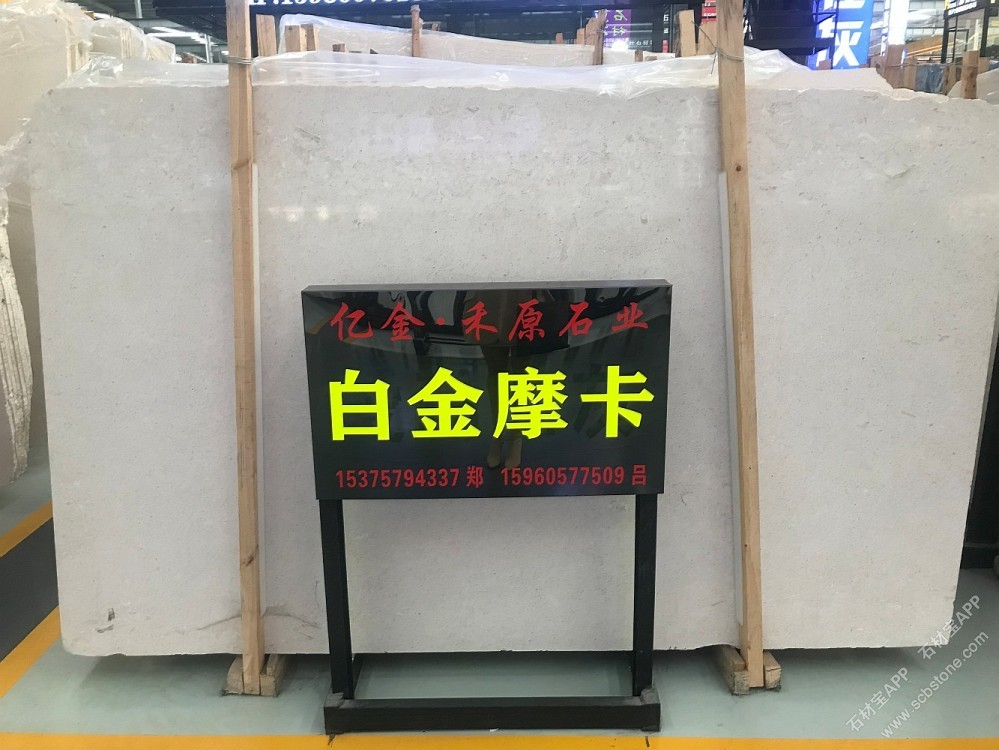 亿金·禾原石业
白金摩卡
15375794337 郑 15960577509 吕
石材宝APP 石材宝APP
www.scbstone.com